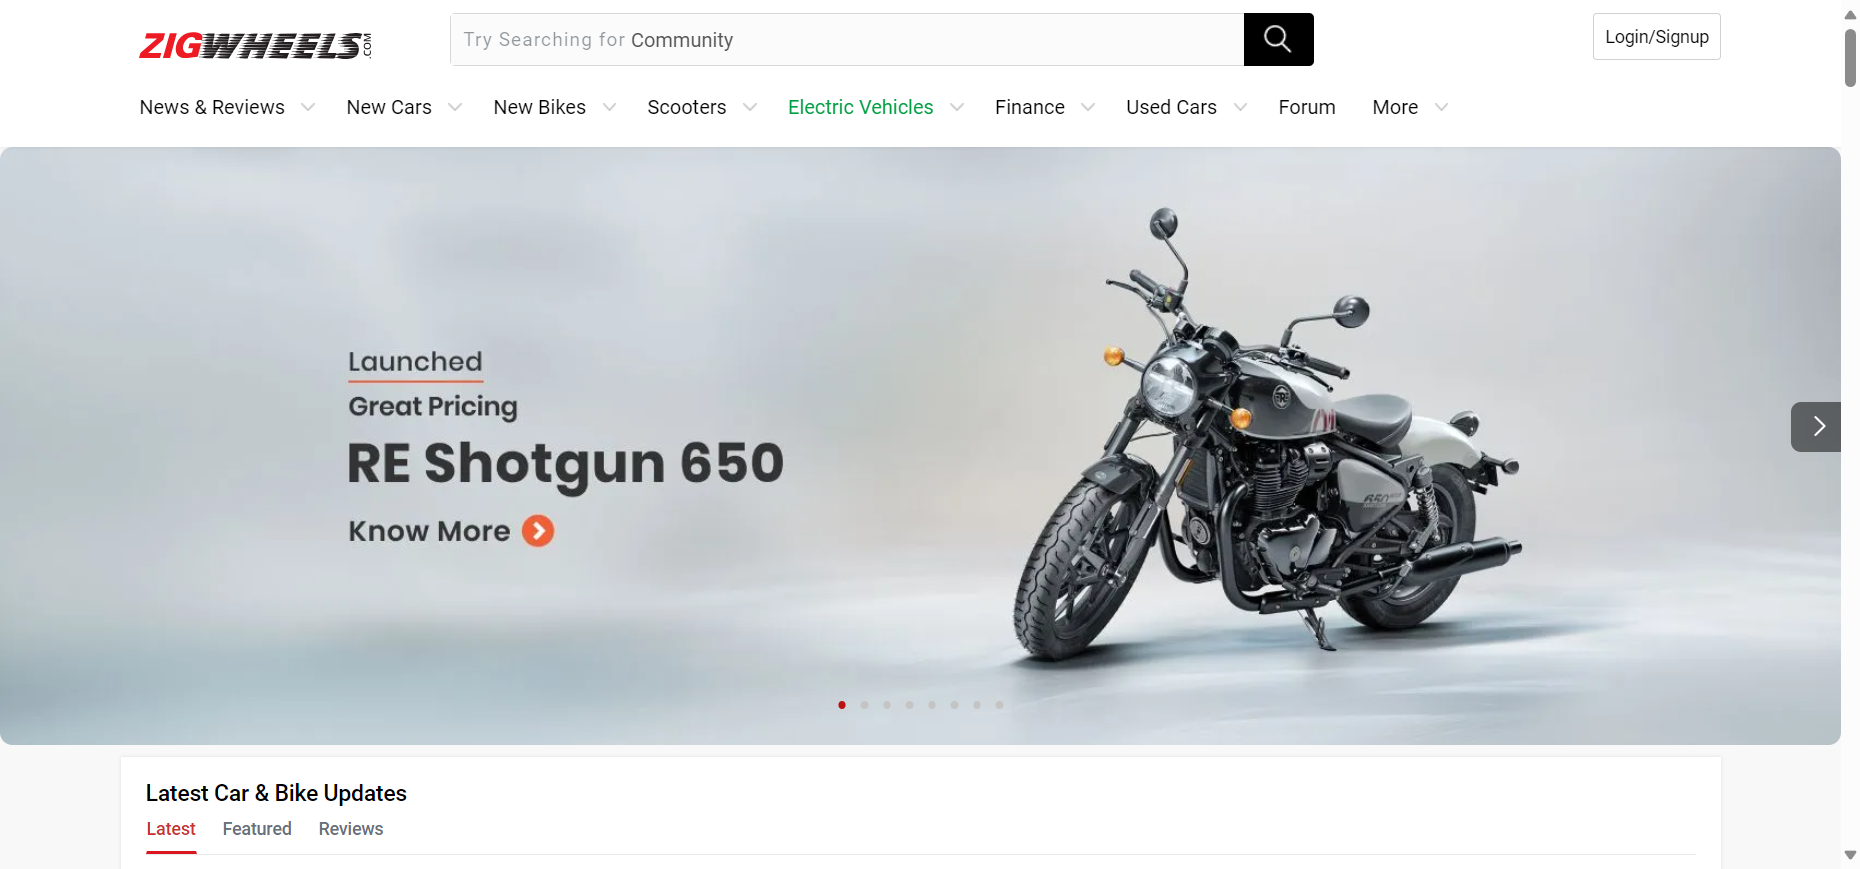 ZIGWHEELS.COM
Try Searching for Community
Login/Signup
News & Reviews New Cars New Bikes Scooters Electric Vehicles Finance Used Cars Forum More
Launched
Great Pricing
RE Shotgun 650
Know More
650
Latest Car & Bike Updates
Latest Featured Reviews